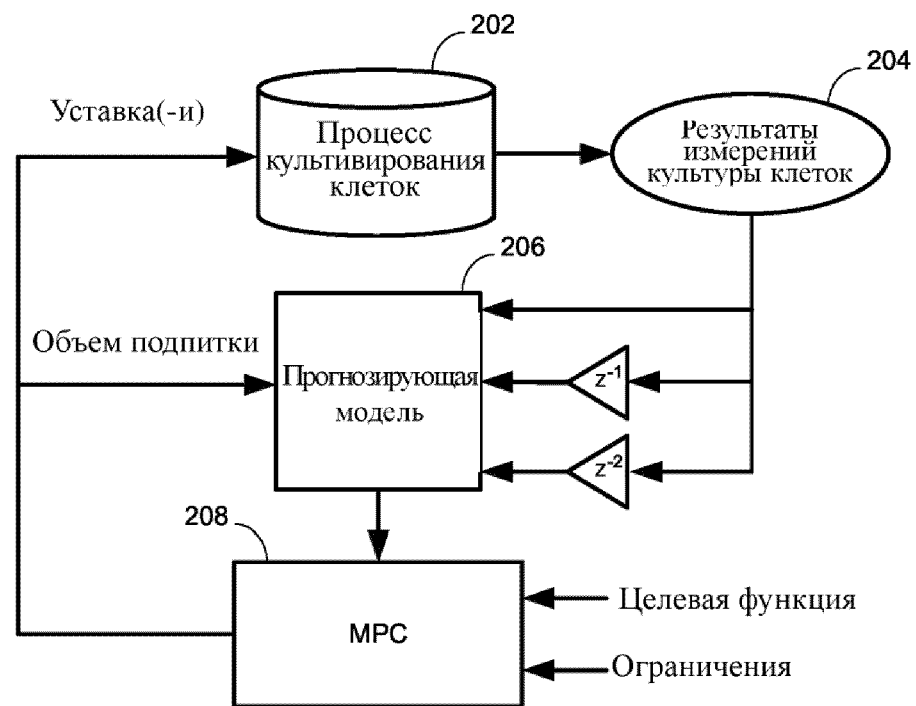 202
204
Уставка(-и)
Процесс
культивирования
клеток
Результаты
измерений
культуры клеток
206
Объем подпитки
Прогнозирующая
модель
z-1
z-2
208
MPC
Целевая функция
Ограничения